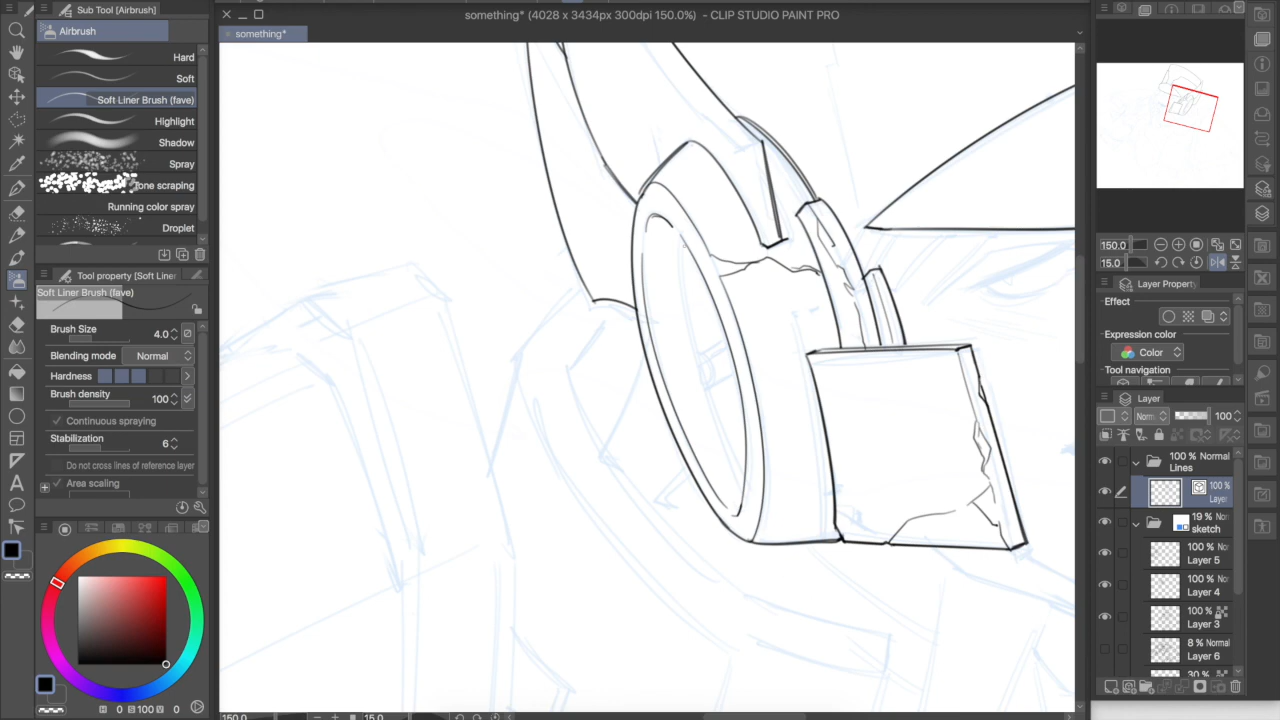 Sub Tool [Airbrush]
something* (4028 x 3434px 300dpi 150.0%) - CLIP STUDIO PAINT PRO
Airbrush
something*
Hard
Soft
Soft Liner Brush (fave)
Highlight
Shadow
Spray
Tone scraping
Running color spray
Droplet
Tool property [Soft Liner
Soft Liner Brush (fave)
Brush Size 4.0
Blending mode Normal
Hardness
Brush density 100
Continuous spraying
Stabilization 6
Do not cross lines of reference layer
Area scaling
H 0 S 100 V 0
150.0 15.0
150.0
15.0
Layer Property
Effect
Expression color
Color
Tool navigation
Layer
Norm 100
100 % Normal
Lines
100 %
Layer
19 % Nor
sketch
100 % No
Layer 5
100 % No
Layer 4
100 %
Layer 3
8 % Normal
Layer 6
30 %